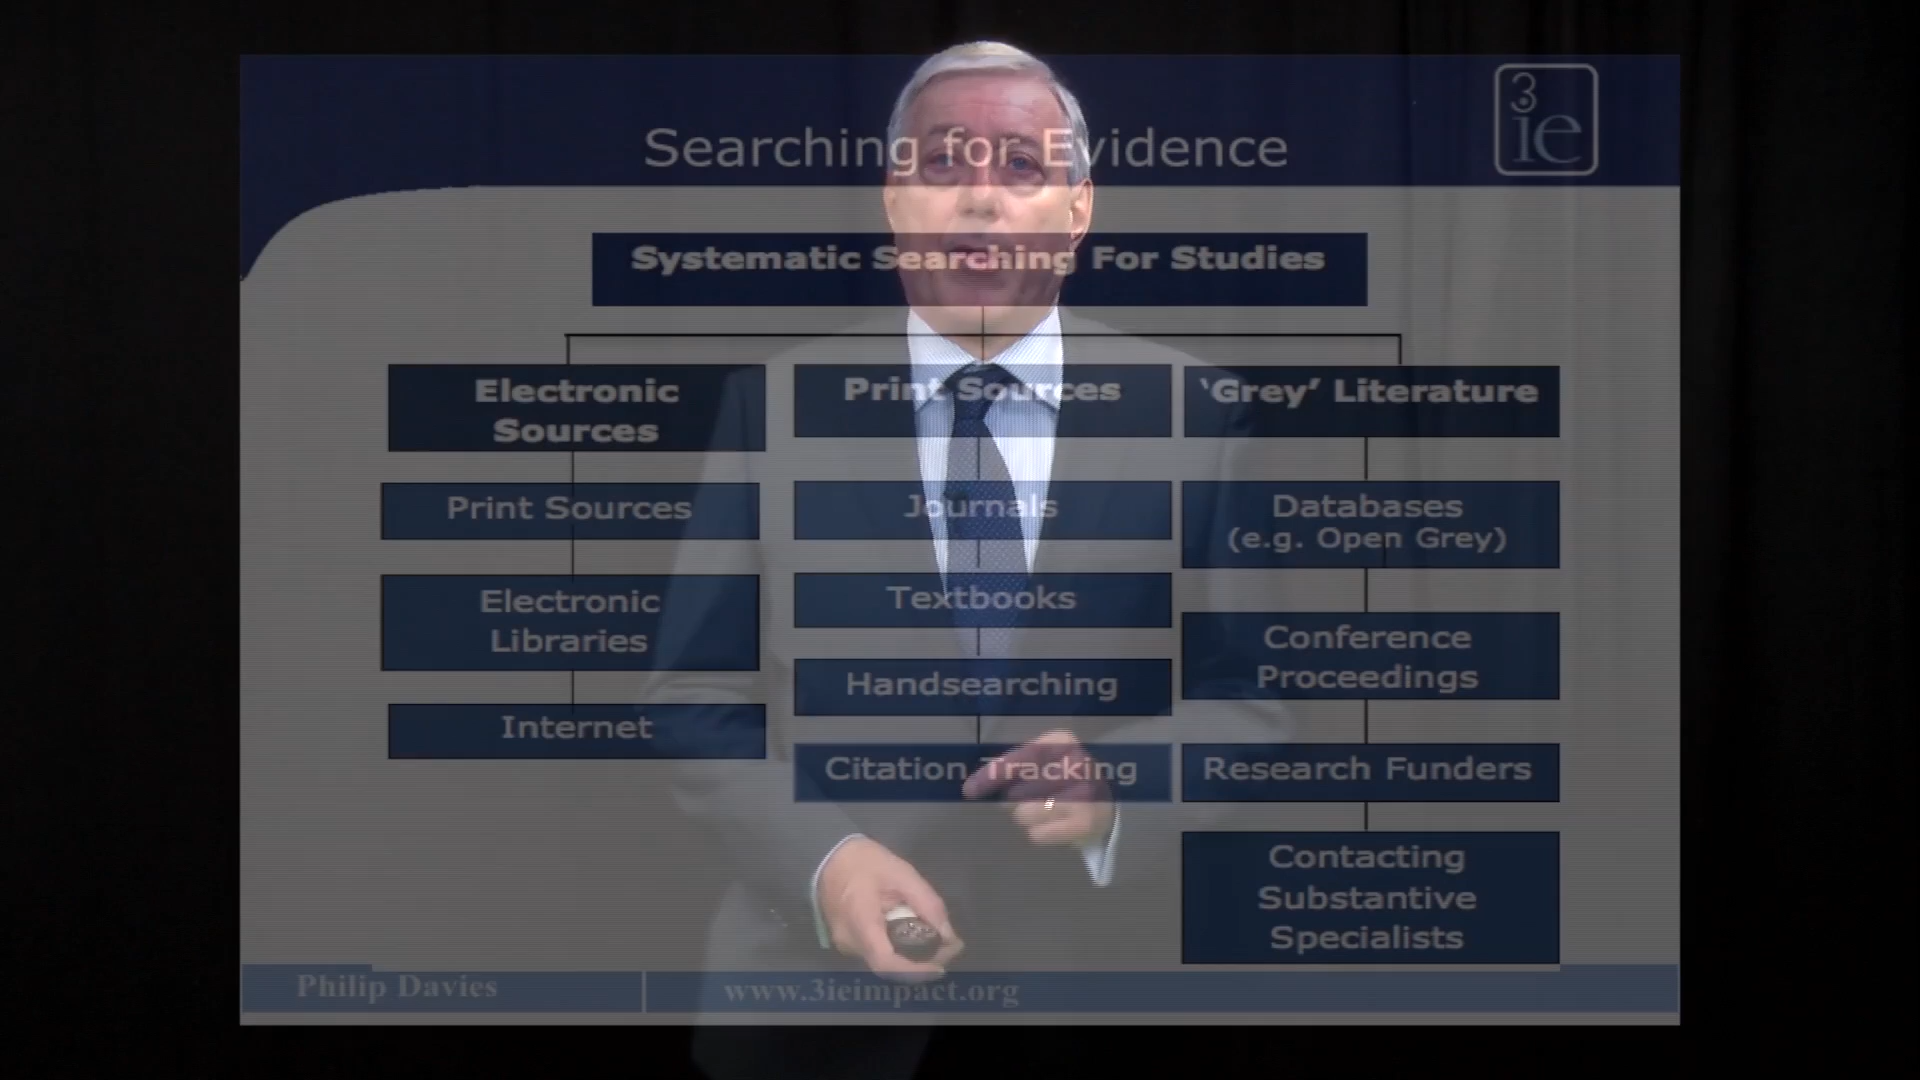 3
ie
Searching for Evidence
Systematic Searching For Studies
Electronic
Sources
Print Sources
Electronic
Libraries
Internet
Print Sources
Journals
Textbooks
Handsearching
Citation Tracking
‘Grey’ Literature
Databases
(e.g. Open Grey)
Conference
Proceedings
Research Funders
Contacting
Substantive
Specialists
Philip Davies
www.3ieimpact.org